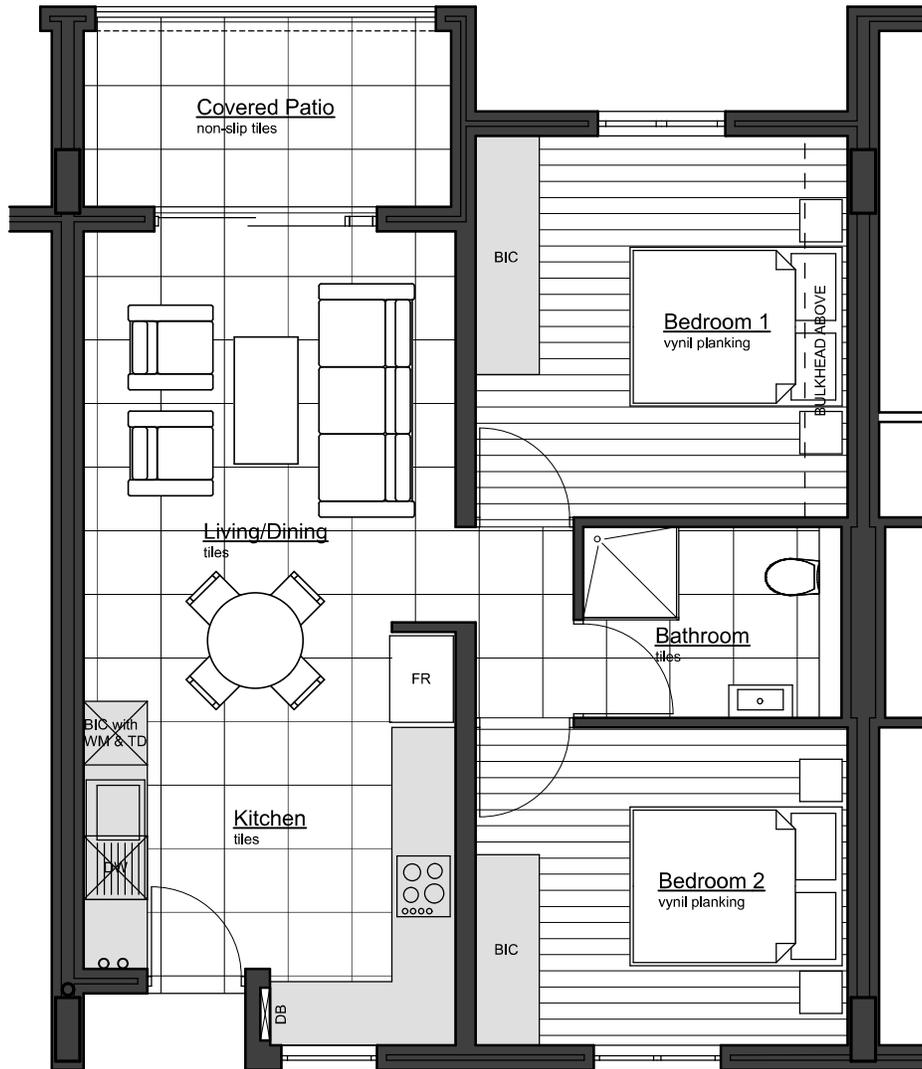 Covered Patio
non-slip tiles
BIC
Bedroom 1
vynil planking
BULKHEAD ABOVE
Living/Dining
tiles
Bathroom
tiles
FR
BIC with
WM & TD
Kitchen
tiles
DW
Bedroom 2
vynil planking
BIC
DB